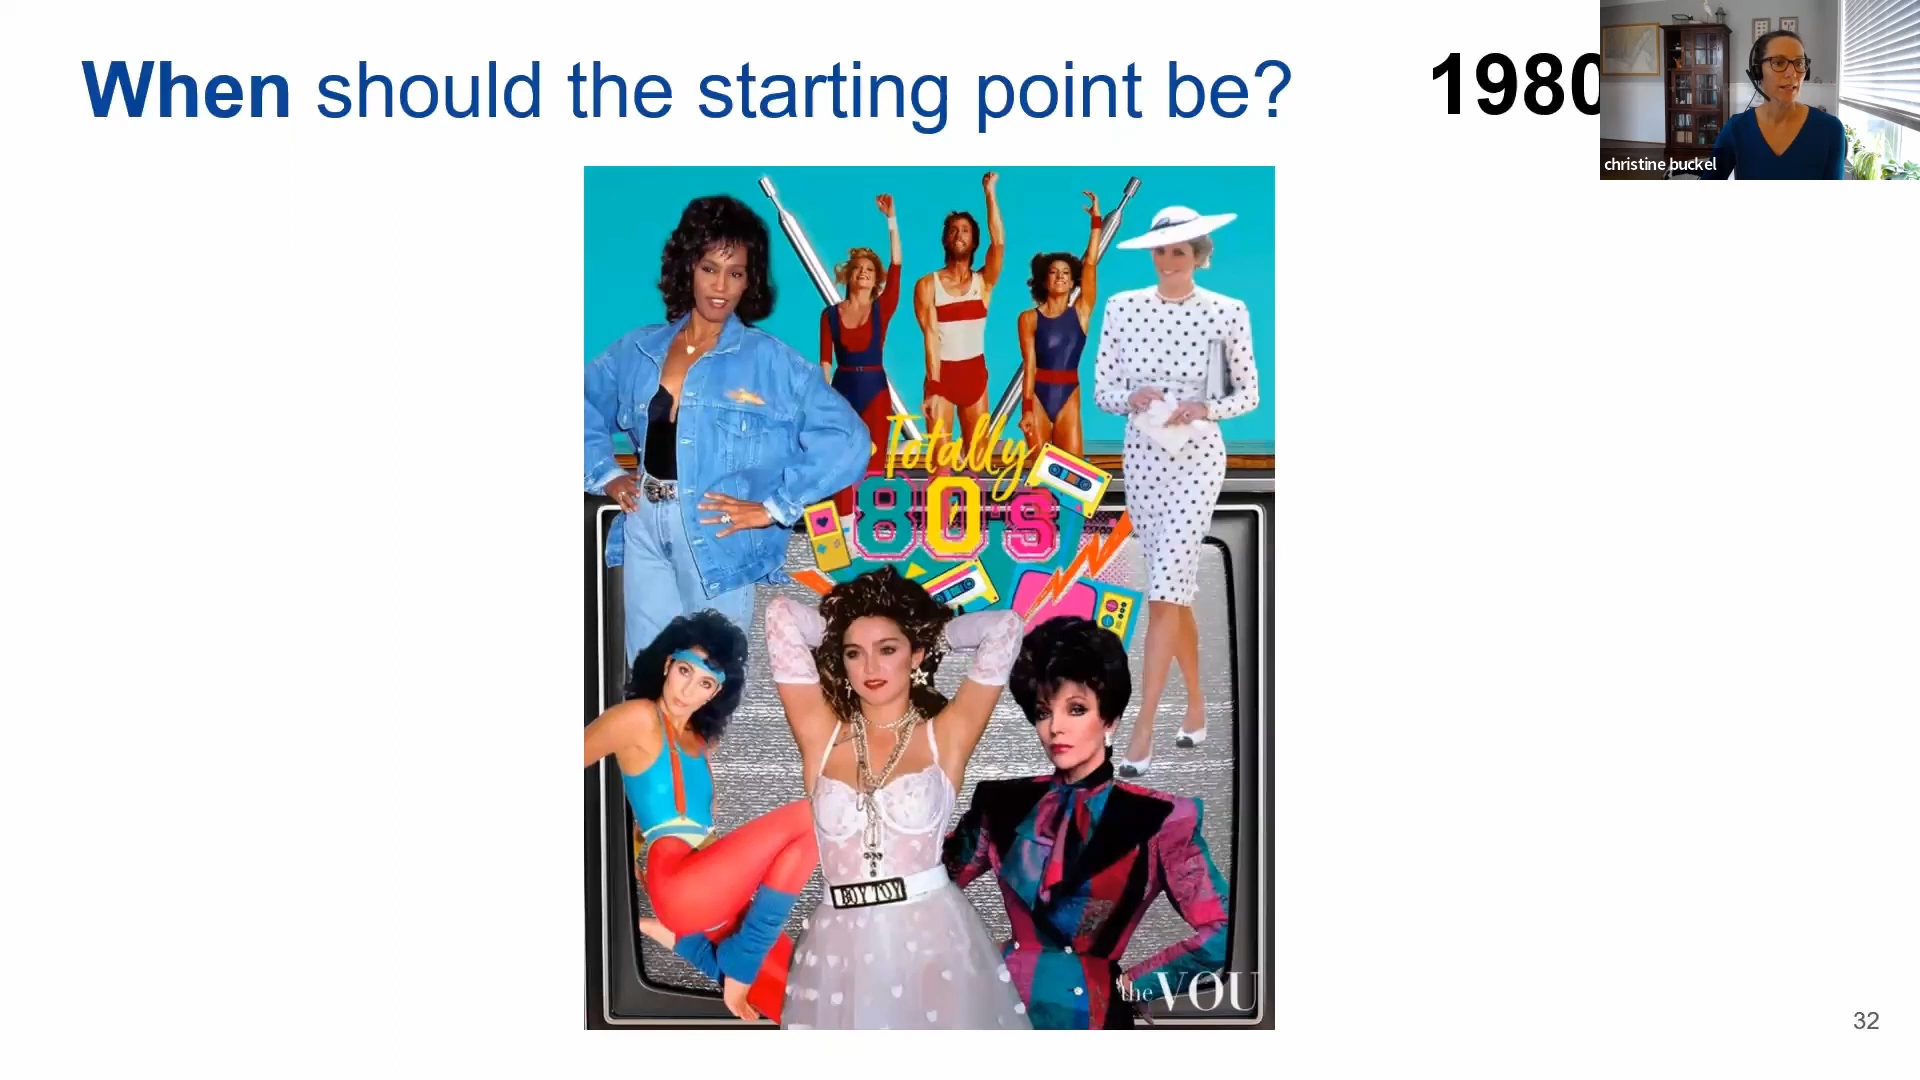 When should the starting point be?
1980
christine buckel
Totally
80's
BOY TOY
the VOU
32